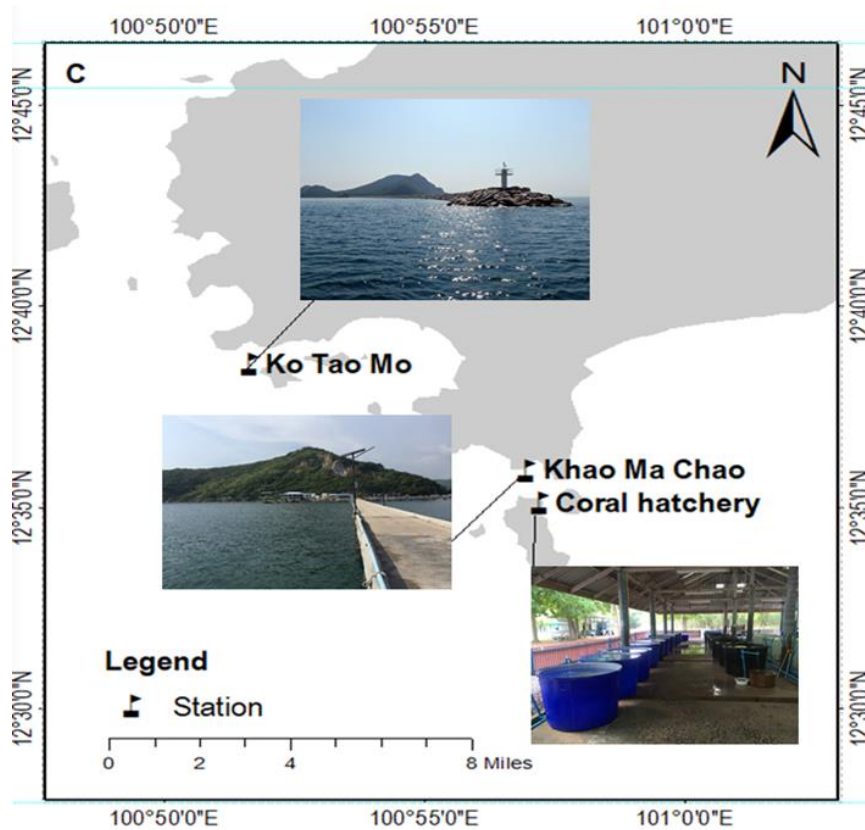 100°50'0"E 100°55'0"E 101°0'0"E
C
N
12°45'0"N 12°45'0"N
12°40'0"N 12°40'0"N
Ko Tao Mo
Khao Ma Chao
12°35'0"N 12°35'0"N
Coral hatchery
Legend
Station
12°30'0"N 12°30'0"N
0 2 4 8 Miles
100°50'0"E 100°55'0"E 101°0'0"E